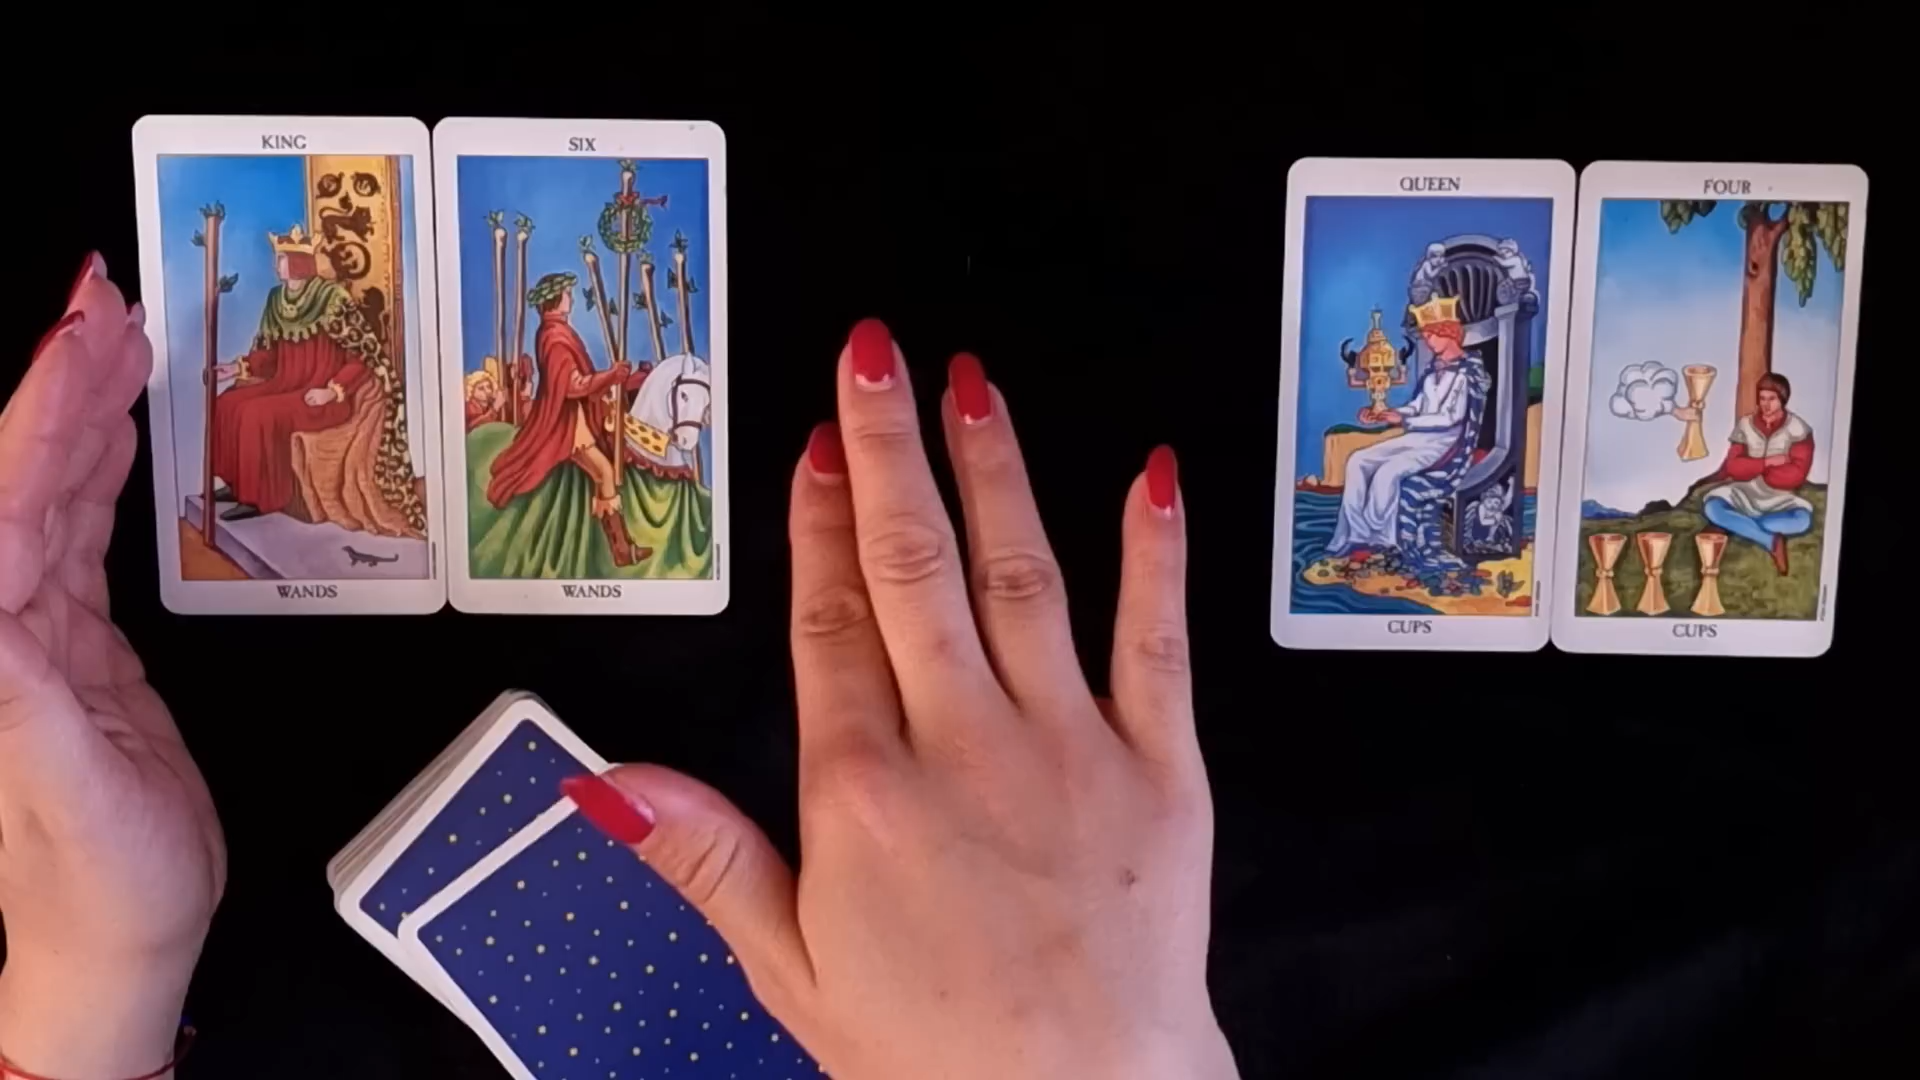 KING
WANDS
SIX
WANDS
QUEEN
CUPS
FOUR
CUPS